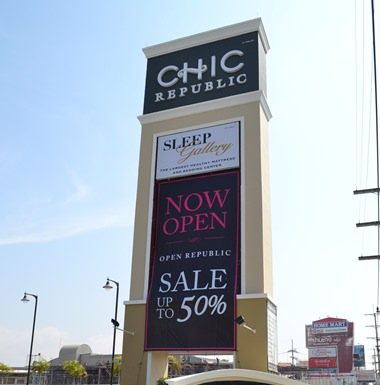 CHIC
REPUBLIC
SLEEP
Gallery
THE LARGEST HEALTHY MATTRESS
AND BEDDING CENTER
NOW
OPEN
OPEN REPUBLIC
SALE
UP TO 50%
HOME MART